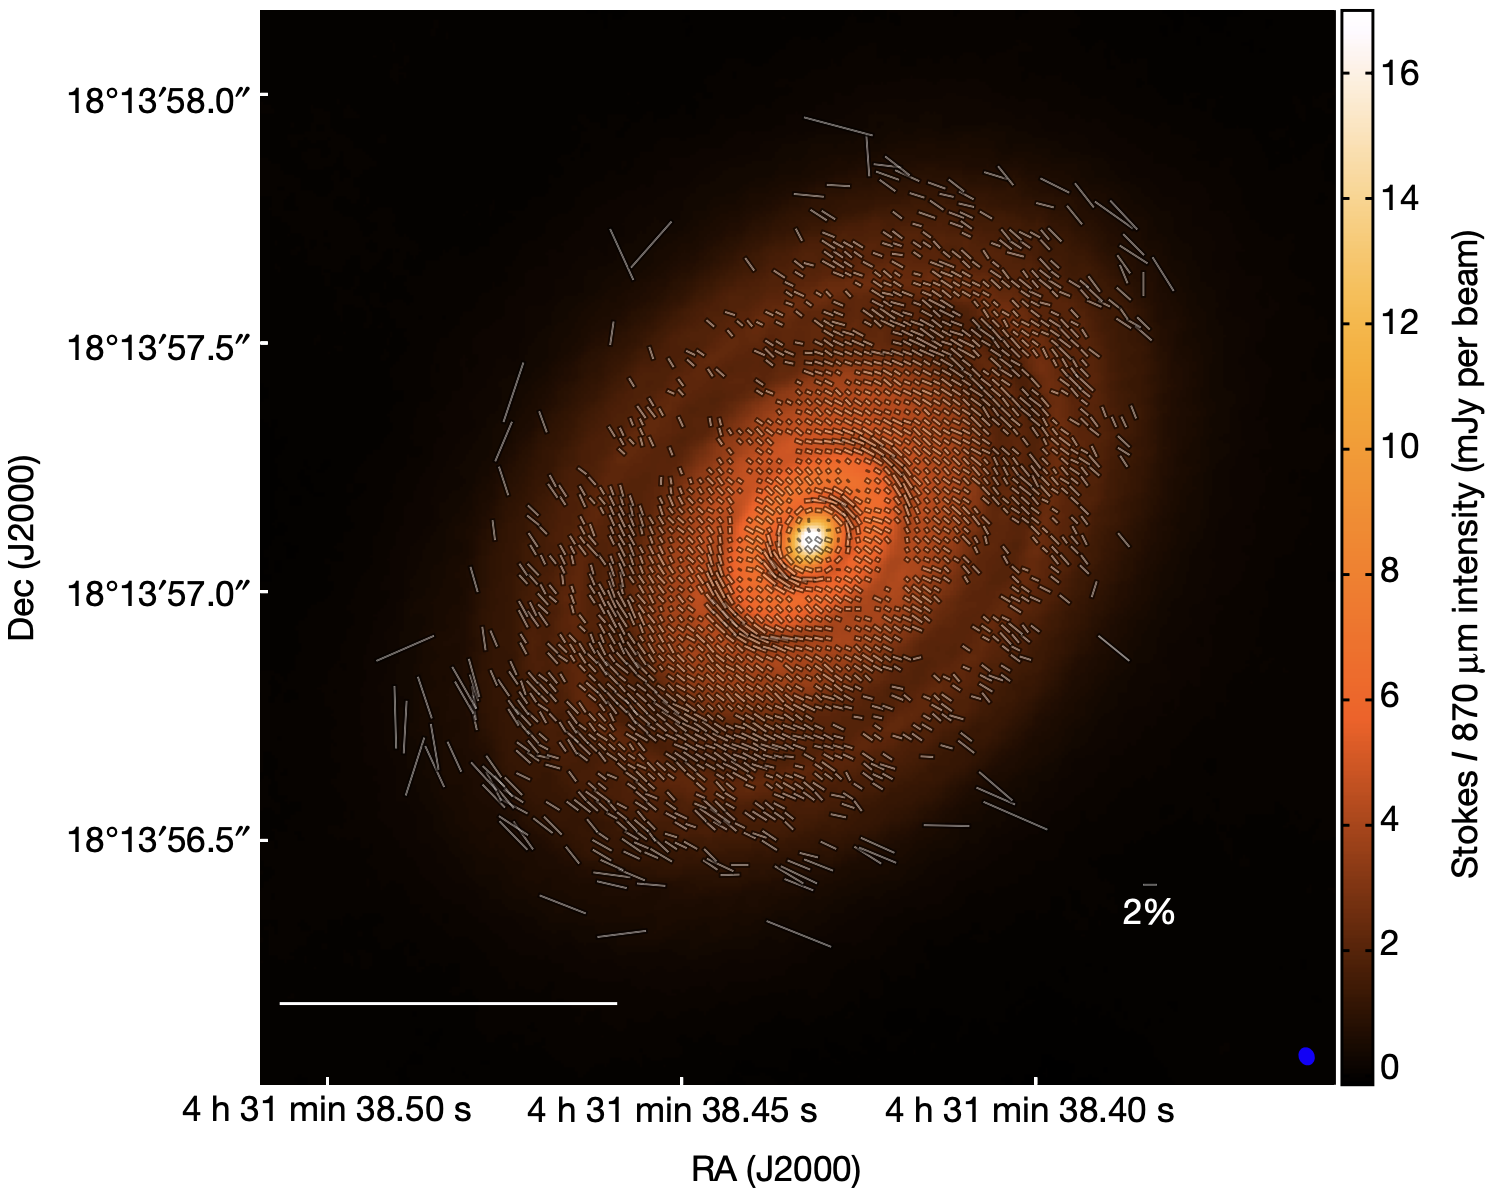 18°13′58.0″
18°13′57.5″
18°13′57.0″
18°13′56.5″
Dec (J2000)
4 h 31 min 38.50 s
4 h 31 min 38.45 s
4 h 31 min 38.40 s
RA (J2000)
2%
16
14
12
10
8
6
4
2
0
Stokes I / 870 μm intensity (mJy per beam)